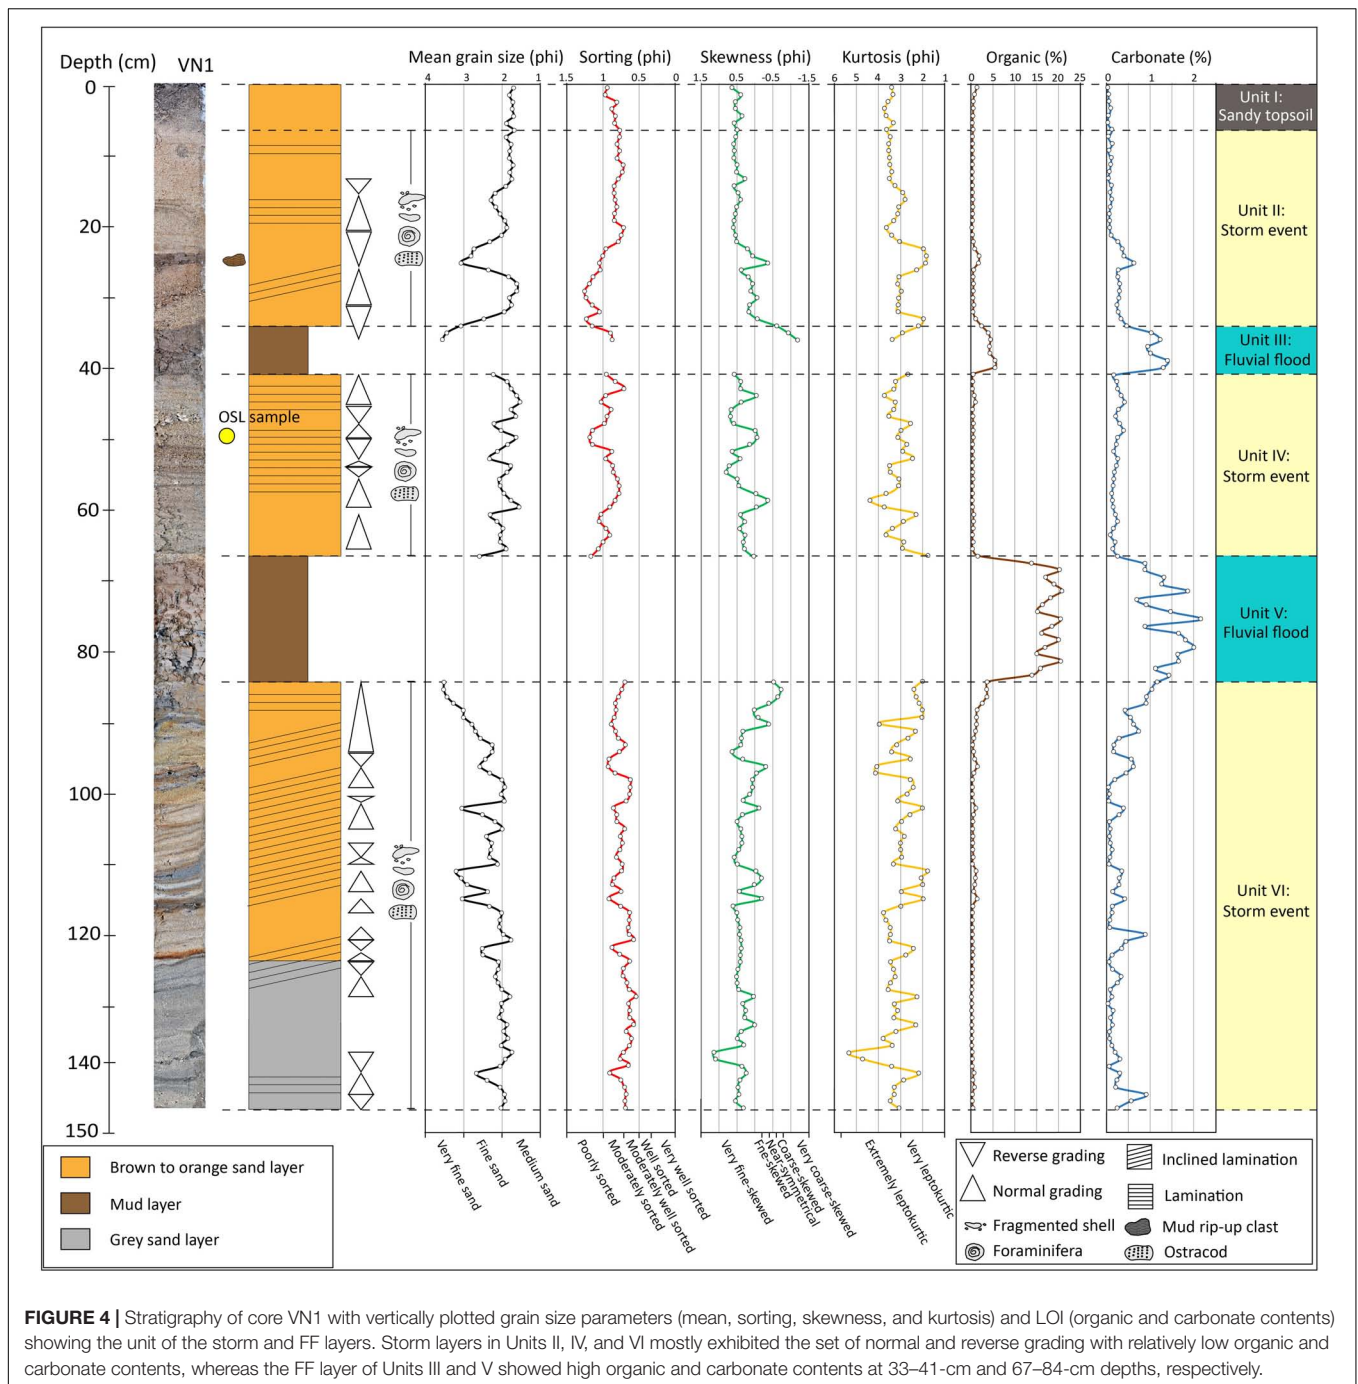 Depth (cm)
VN1
Mean grain size (phi)
Sorting (phi)
Skewness (phi)
Kurtosis (phi)
Organic (%)
Carbonate (%)
4 3 2 1
1.5 1 0.5 0
1.5 0.5 -0.5 -1.5
6 5 4 3 2 1
0 5 10 15 20 25
0 1 2
0
20
40
60
80
100
120
140
150
OSL sample
Unit I:
Sandy topsoil
Unit II:
Storm event
Unit III:
Fluvial flood
Unit IV:
Storm event
Unit V:
Fluvial flood
Unit VI:
Storm event
Very fine sand
Fine sand
Medium sand
Poorly sorted
Moderately sorted
Moderately well sorted
Well sorted
Very well sorted
Very fine-skewed
Fine-skewed
Near-symmetrical
Coarse-skewed
Very coarse-skewed
Extremely leptokurtic
Very leptokurtic
Brown to orange sand layer
Mud layer
Grey sand layer
Reverse grading
Normal grading
Fragmented shell
Foraminifera
Inclined lamination
Lamination
Mud rip-up clast
Ostracod
FIGURE 4 | Stratigraphy of core VN1 with vertically plotted grain size parameters (mean, sorting, skewness, and kurtosis) and LOI (organic and carbonate contents)
showing the unit of the storm and FF layers. Storm layers in Units II, IV, and VI mostly exhibited the set of normal and reverse grading with relatively low organic and
carbonate contents, whereas the FF layer of Units III and V showed high organic and carbonate contents at 33–41-cm and 67–84-cm depths, respectively.